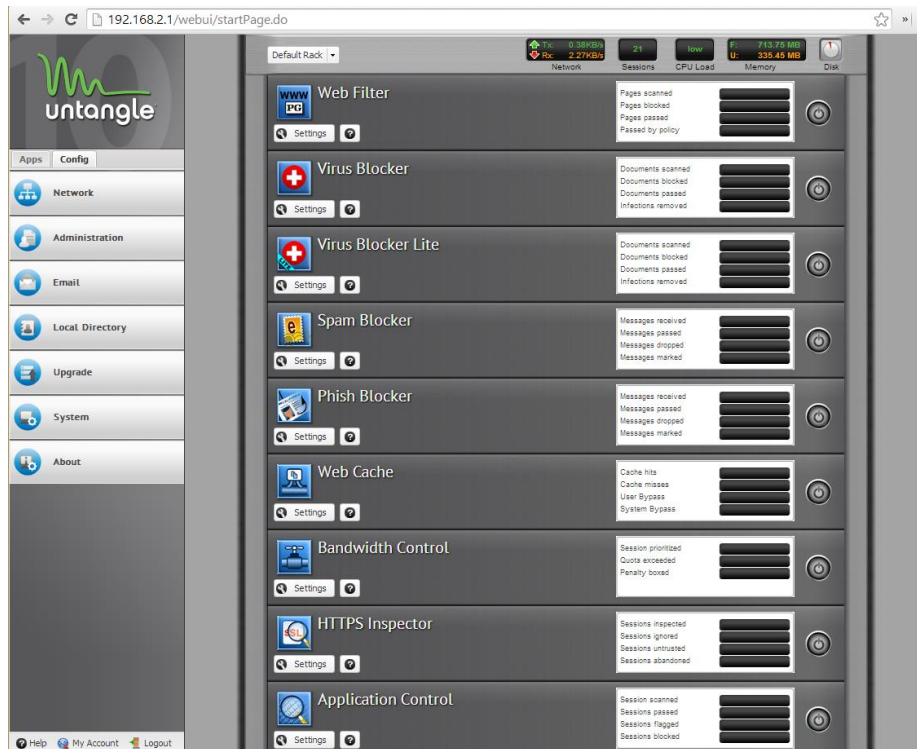 192.168.2.1/webui/startPage.do
10
untangle
Apps Config
Network
Administration
Email
Local Directory
Upgrade
System
About
Help My Account Logout
Default Rack
Tx: 0.38KB/s
Rx: 2.27KB/s
Network
21
Sessions
low
CPU Load
F: 713.75 MB
U: 335.45 MB
Memory
Disk
WWW
PG
Web Filter
Settings
Pages scanned
Pages blocked
Pages passed
Passed by policy
Virus Blocker
Settings
Documents scanned
Documents blocked
Documents passed
Infections removed
LITE
Virus Blocker Lite
Settings
Documents scanned
Documents blocked
Documents passed
Infections removed
e
Spam Blocker
Settings
Messages received
Messages passed
Messages dropped
Messages marked
Phish Blocker
Settings
Messages received
Messages passed
Messages dropped
Messages marked
Web Cache
Settings
Cache hits
Cache misses
User Bypass
System Bypass
Bandwidth Control
Settings
Session prioritized
Quota exceeded
Penalty boxed
SSL
HTTPS Inspector
Settings
Sessions inspected
Sessions ignored
Sessions untrusted
Sessions abandoned
Application Control
Settings
Session scanned
Sessions passed
Sessions flagged
Sessions blocked